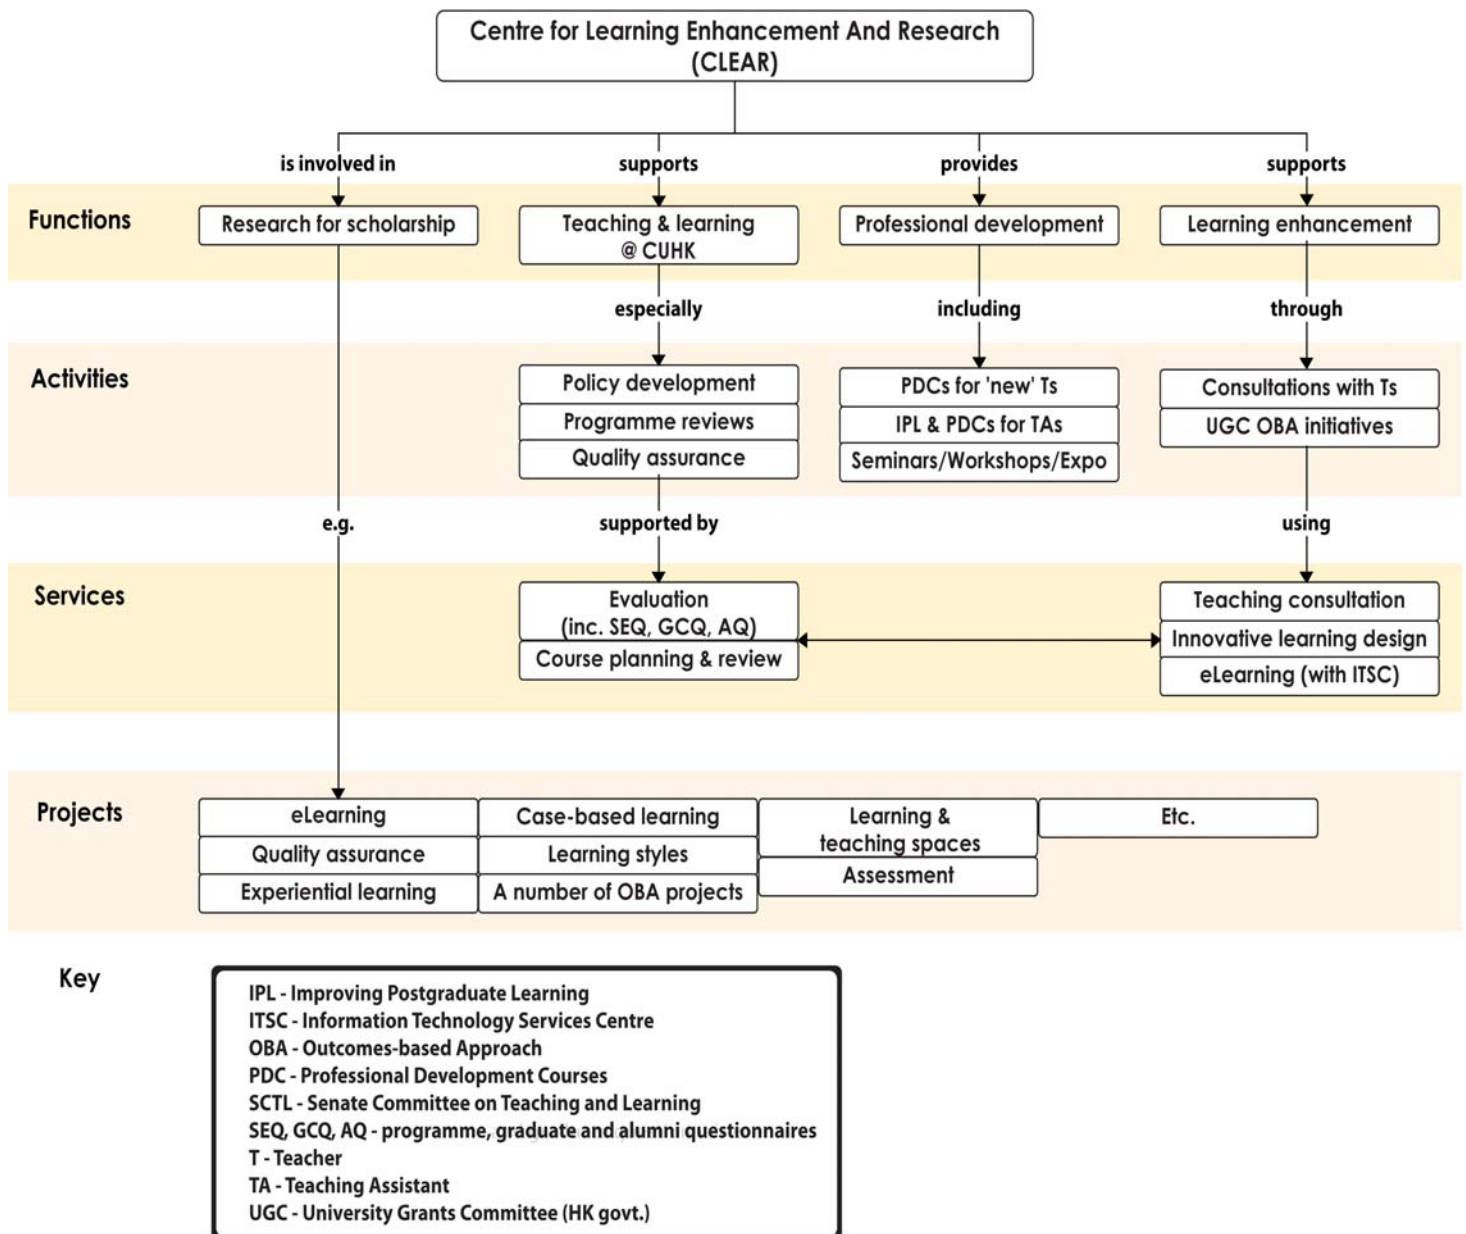 Centre for Learning Enhancement And Research
(CLEAR)
is involved in
supports
provides
supports
Functions
Research for scholarship
Teaching & learning
@ CUHK
Professional development
Learning enhancement
especially
including
through
Activities
Policy development
Programme reviews
Quality assurance
PDCs for 'new' Ts
IPL & PDCs for TAs
Seminars/Workshops/Expo
Consultations with Ts
UGC OBA initiatives
e.g.
supported by
using
Services
Evaluation
(inc. SEQ, GCQ, AQ)
Course planning & review
Teaching consultation
Innovative learning design
eLearning (with ITSC)
Projects
eLearning
Quality assurance
Experiential learning
Case-based learning
Learning styles
A number of OBA projects
Learning &
teaching spaces
Assessment
Etc.
Key
IPL - Improving Postgraduate Learning
ITSC - Information Technology Services Centre
OBA - Outcomes-based Approach
PDC - Professional Development Courses
SCTL - Senate Committee on Teaching and Learning
SEQ, GCQ, AQ - programme, graduate and alumni questionnaires
T - Teacher
TA - Teaching Assistant
UGC - University Grants Committee (HK govt.)